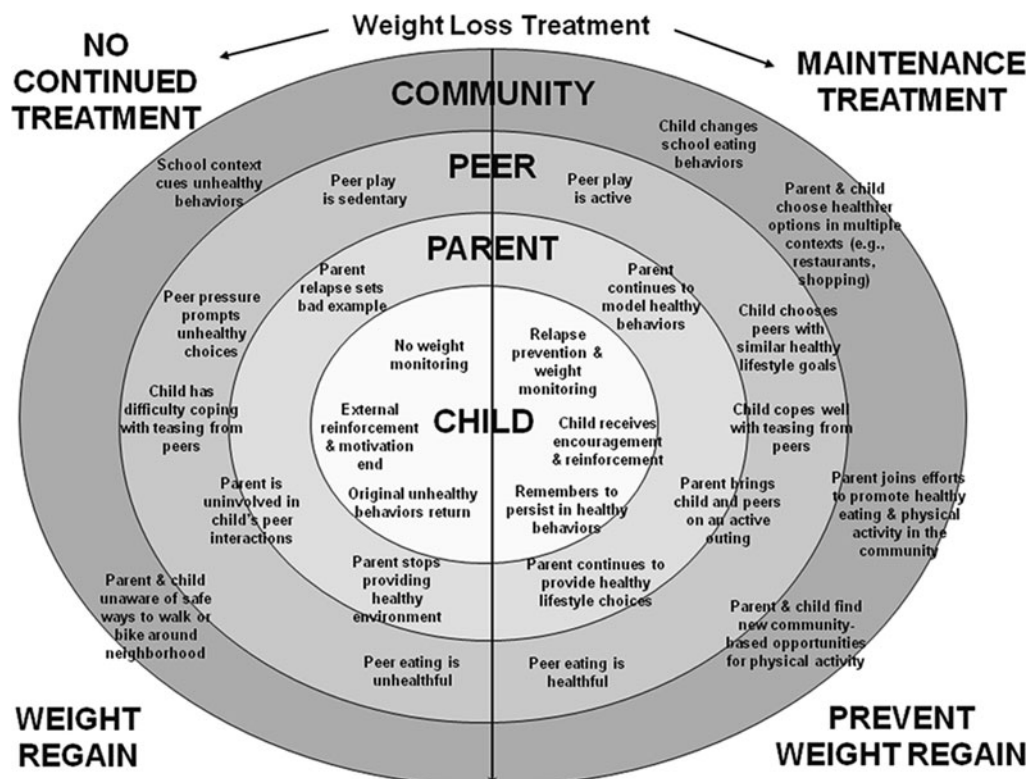 Weight Loss Treatment
NO
CONTINUED
TREATMENT
MAINTENANCE
TREATMENT
COMMUNITY
School context
cues unhealthy
behaviors
Child changes
school eating
behaviors
PEER
Peer play
is sedentary
Peer play
is active
Parent & child
choose healthier
options in multiple
contexts (e.g.,
restaurants,
shopping)
PARENT
Parent
relapse sets
bad example
Parent
continues to
model healthy
behaviors
Peer pressure
prompts
unhealthy
choices
Child chooses
peers with
similar healthy
lifestyle goals
No weight
monitoring
Relapse
prevention &
weight
monitoring
Child has
difficulty coping
with teasing from
peers
External
reinforcement
& motivation
end
CHILD
Child receives
encouragement
& reinforcement
Child copes well
with teasing from
peers
Parent is
uninvolved in
child's peer
interactions
Original unhealthy
behaviors return
Remembers to
persist in healthy
behaviors
Parent brings
child and peers
on an active
outing
Parent joins efforts
to promote healthy
eating & physical
activity in the
community
Parent stops
providing
healthy
environment
Parent continues to
provide healthy
lifestyle choices
Parent & child
unaware of safe
ways to walk or
bike around
neighborhood
Parent & child find
new community-
based opportunities
for physical activity
Peer eating is
unhealthful
Peer eating is
healthful
WEIGHT
REGAIN
PREVENT
WEIGHT REGAIN